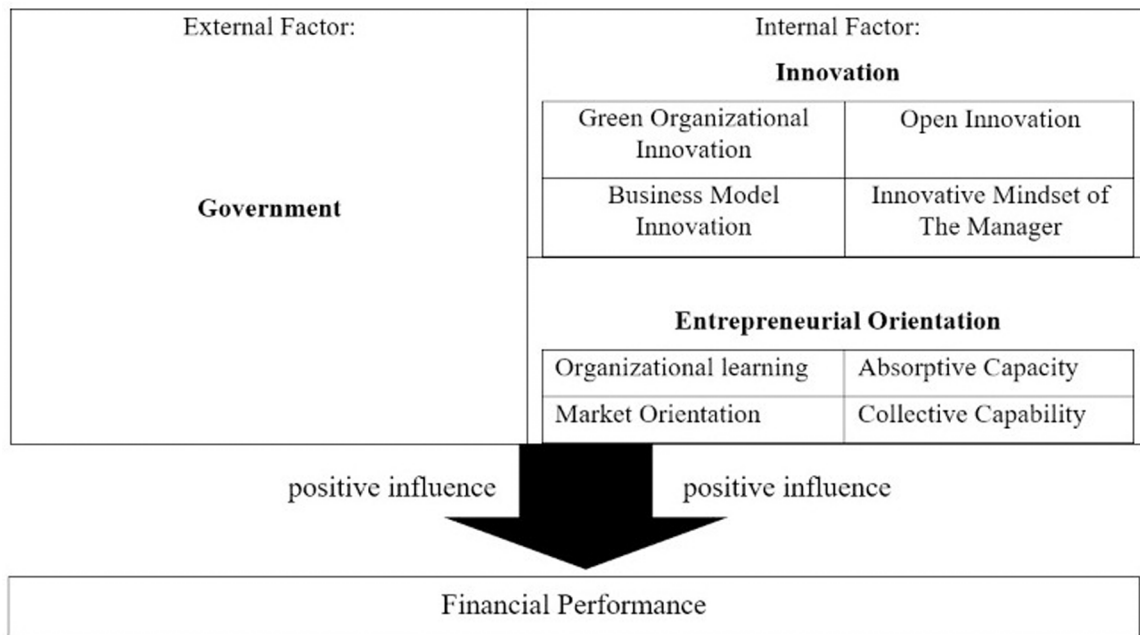 External Factor:
Government
Internal Factor:
Innovation
Green Organizational
Innovation
Open Innovation
Business Model
Innovation
Innovative Mindset of
The Manager
Entrepreneurial Orientation
Organizational learning
Absorptive Capacity
Market Orientation
Collective Capability
positive influence
positive influence
Financial Performance